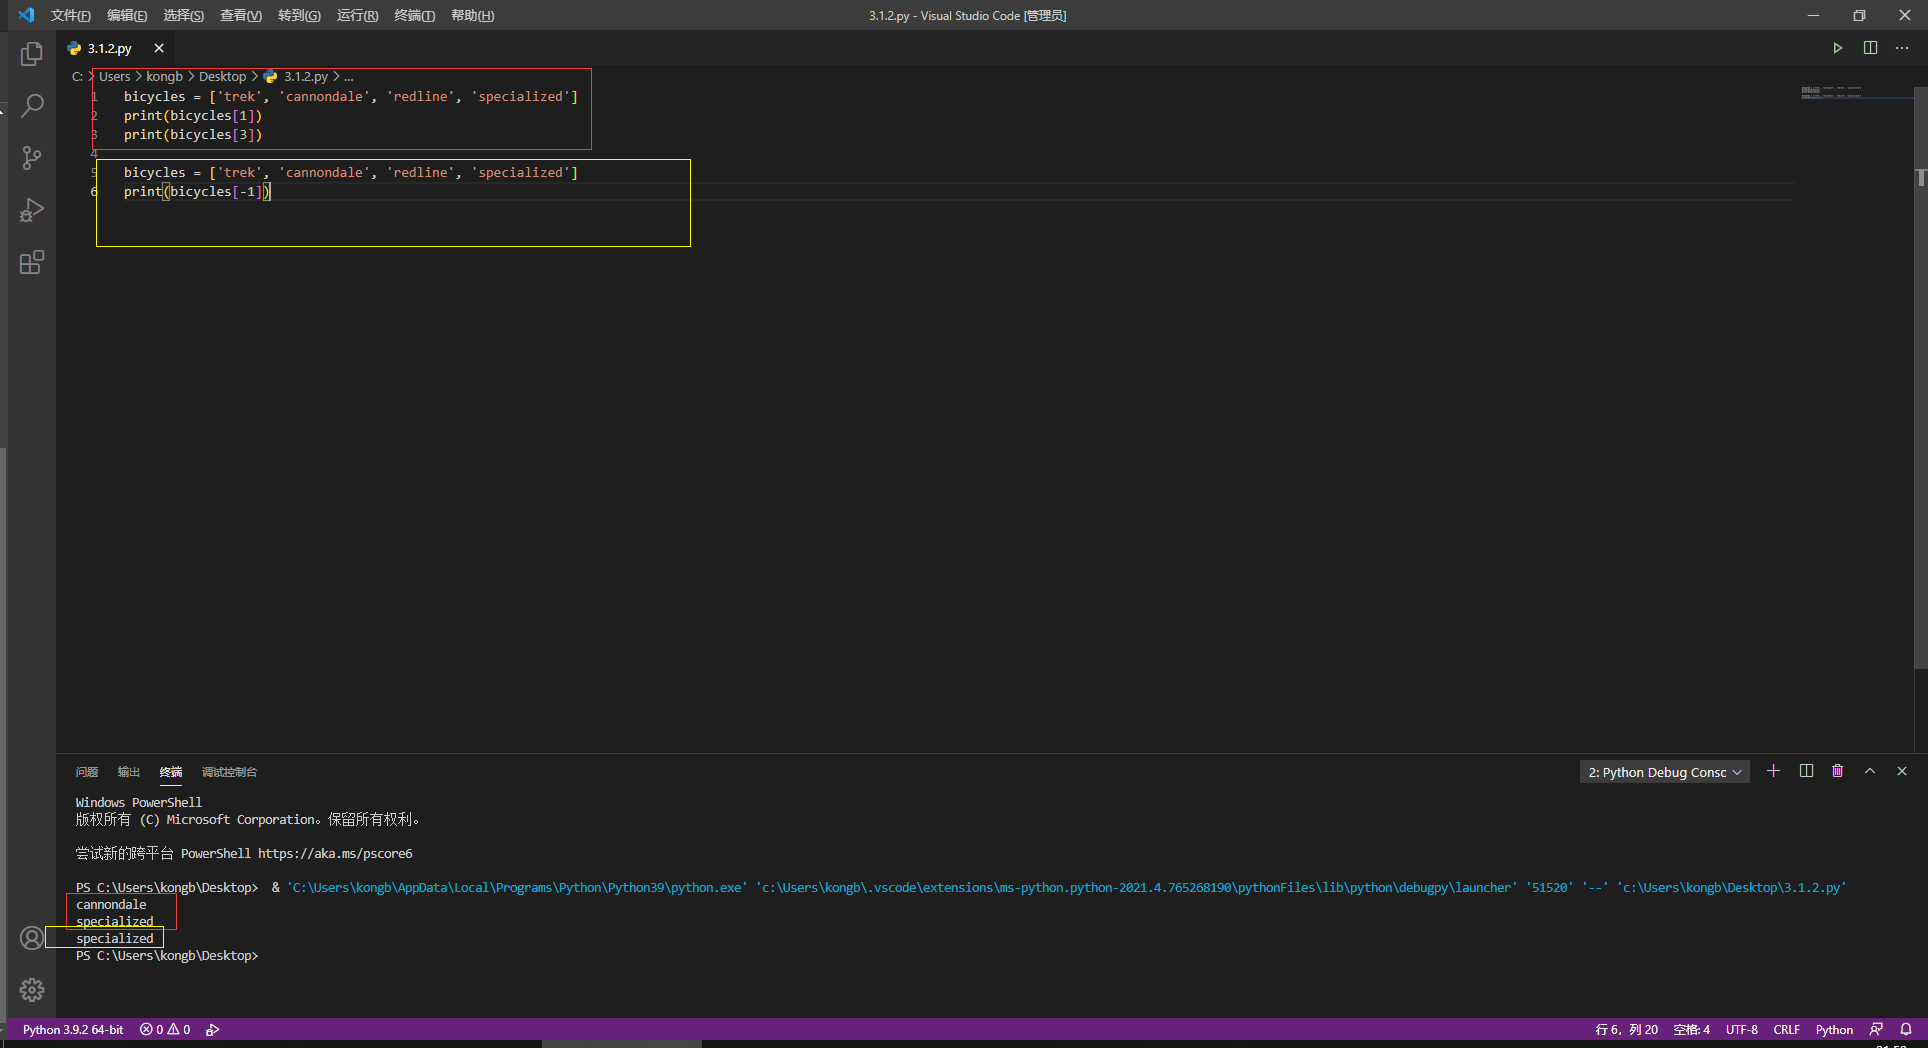 文件(F) 编辑(E) 选择(S) 查看(V) 转到(G) 运行(R) 终端(T) 帮助(H) 3.1.2.py - Visual Studio Code [管理员]
3.1.2.py
C: > Users > kongb > Desktop > 3.1.2.py > ...
1 bicycles = ['trek', 'cannondale', 'redline', 'specialized']
2 print(bicycles[1])
3 print(bicycles[3])
4
5 bicycles = ['trek', 'cannondale', 'redline', 'specialized']
6 print(bicycles[-1])
问题 输出 终端 调试控制台 2: Python Debug Consc
Windows PowerShell
版权所有 (C) Microsoft Corporation。保留所有权利。
尝试新的跨平台 PowerShell https://aka.ms/pscore6
PS C:\Users\kongb\Desktop> & 'C:\Users\kongb\AppData\Local\Programs\Python\Python39\python.exe' 'c:\Users\kongb\.vscode\extensions\ms-python.python-2021.4.765268190\pythonFiles\lib\python\debugpy\launcher' '51520' '--' 'c:\Users\kongb\Desktop\3.1.2.py'
cannondale
specialized
specialized
PS C:\Users\kongb\Desktop>
Python 3.9.2 64-bit 0 0 行 6，列 20 空格: 4 UTF-8 CRLF Python